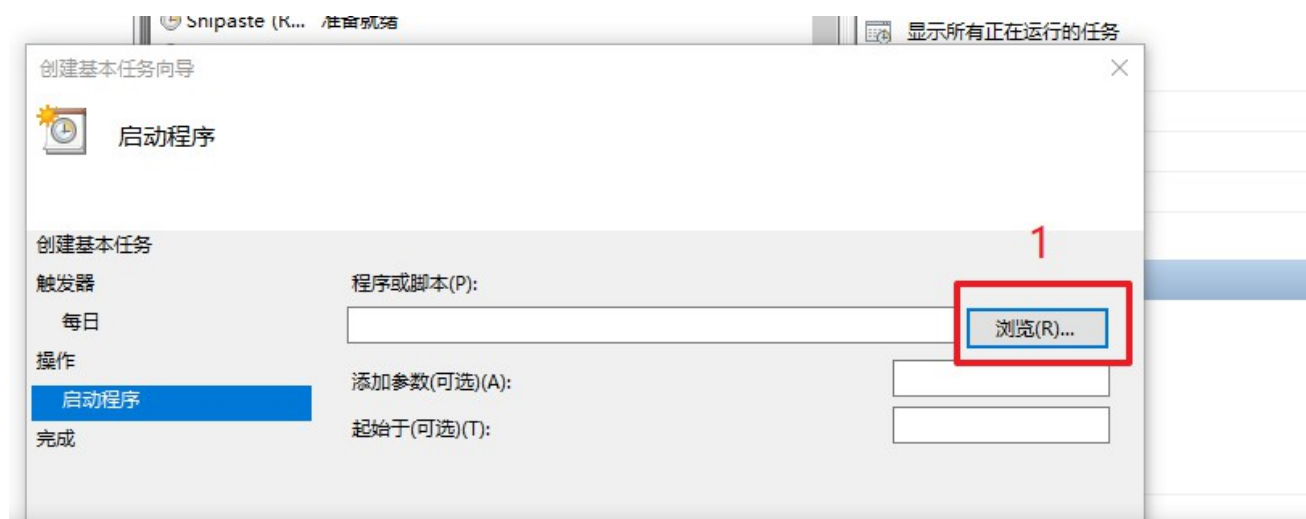 Snipaste (R... 准备就绪
显示所有正在运行的任务
创建基本任务向导
启动程序
创建基本任务
1
触发器
程序或脚本(P):
每日
浏览(R)...
操作
添加参数(可选)(A):
启动程序
起始于(可选)(T):
完成